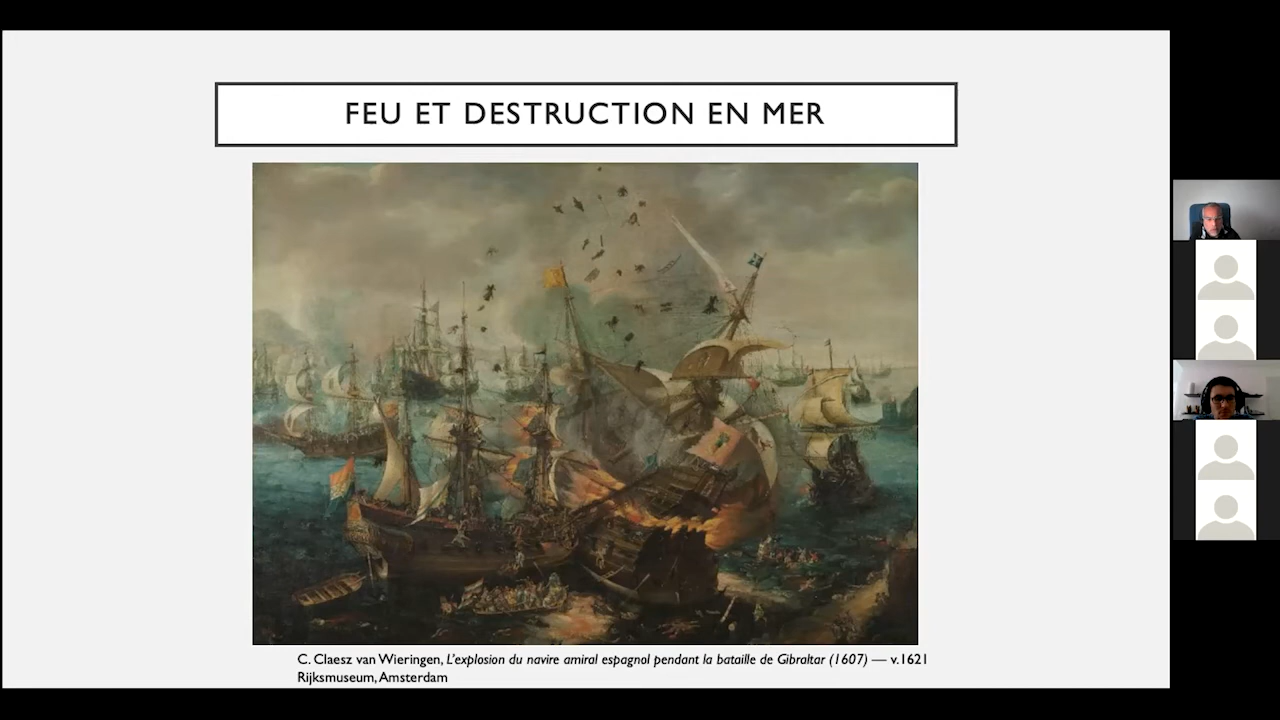 FEU ET DESTRUCTION EN MER
C. Claesz van Wieringen, L'explosion du navire amiral espagnol pendant la bataille de Gibraltar (1607) — v.1621
Rijksmuseum, Amsterdam